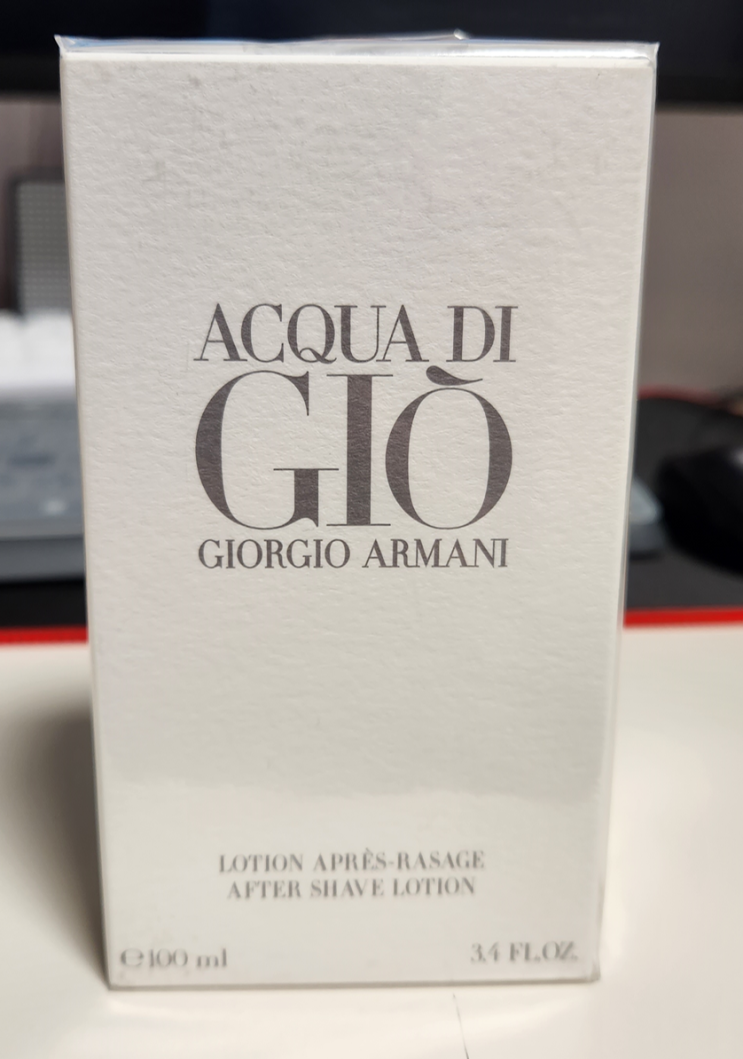 ACQUA DI
GIÒ
GIORGIO ARMANI
LOTION APRÈS-RASAGE
AFTER SHAVE LOTION
℮100 ml
3.4 FL.OZ.